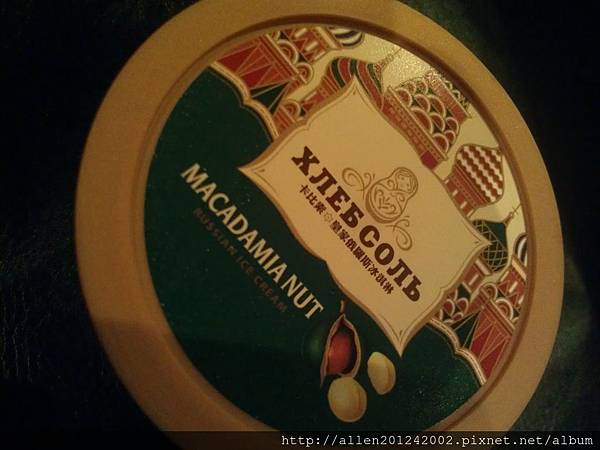 ХЛЕБСОЛЬ
卡比索 皇家俄羅斯冰淇淋
MACADAMIA NUT
RUSSIAN ICE CREAM
http://allen201242002.pixnet.net/album